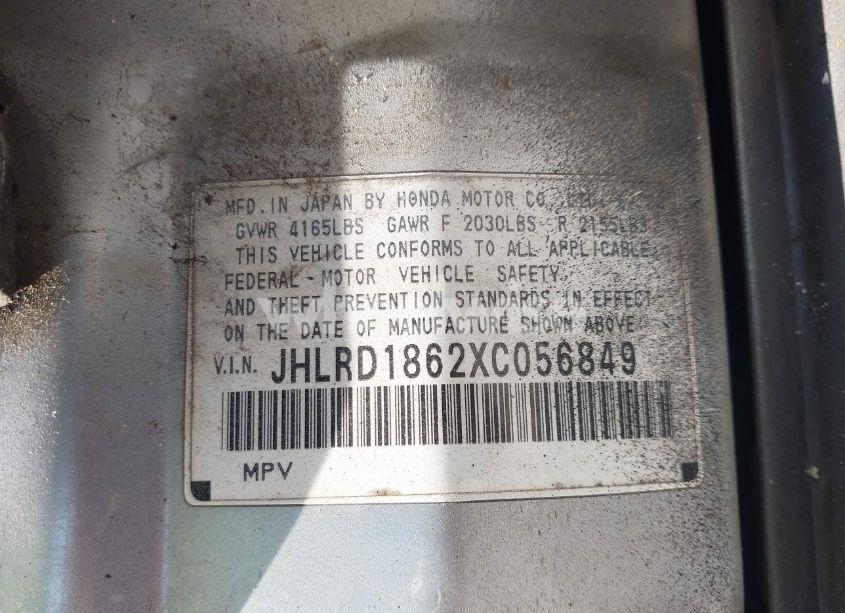 MFD. IN JAPAN BY HONDA MOTOR CO., LTD.
GVWR 4165LBS GAWR F 2030LBS R 2155LBS
THIS VEHICLE CONFORMS TO ALL APPLICABLE
FEDERAL-MOTOR VEHICLE SAFETY
AND THEFT PREVENTION STANDARDS IN EFFECT
ON THE DATE OF MANUFACTURE SHOWN ABOVE
V.I.N. JHLRD1862XC056849
MPV